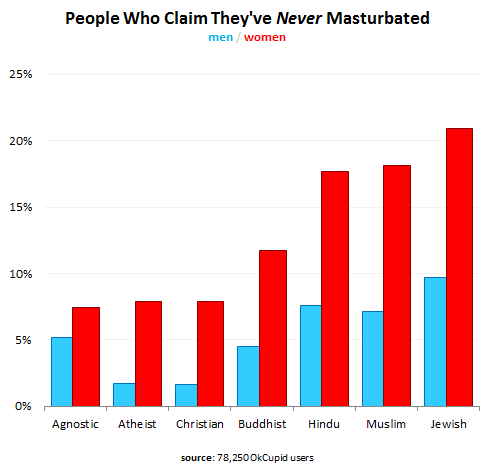 People Who Claim They've Never Masturbated
men / women
25%
20%
15%
10%
5%
0%
Agnostic Atheist Christian Buddhist Hindu Muslim Jewish
source: 78,250 OkCupid users